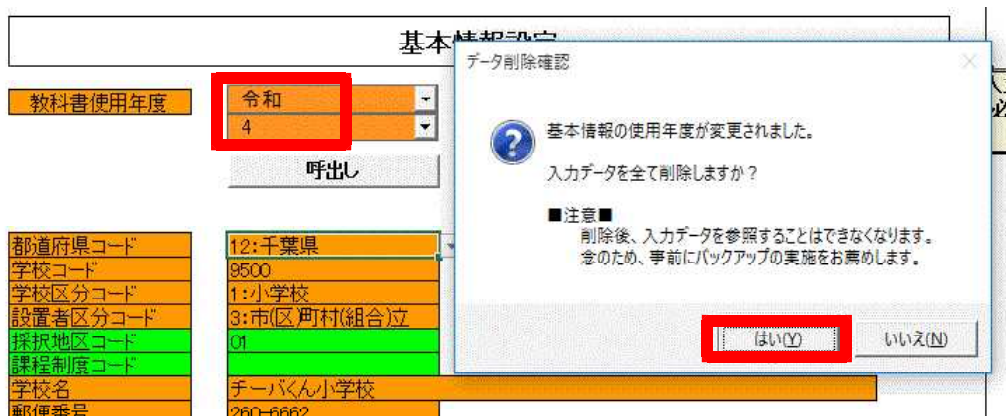 基本情報設定
教科書使用年度
令和
4
呼出し
都道府県コード
12:千葉県
学校コード
9500
学校区分コード
1:小学校
設置者区分コード
3:市(区)町村(組合)立
採択地区コード
01
課程制度コード
学校名
チーバくん小学校
郵便番号
260-6662
データ削除確認
基本情報の使用年度が変更されました。
入力データを全て削除しますか?
■注意■
削除後、入力データを参照することはできなくなります。
念のため、事前にバックアップの実施をお薦めします。
はい(Y)
いいえ(N)